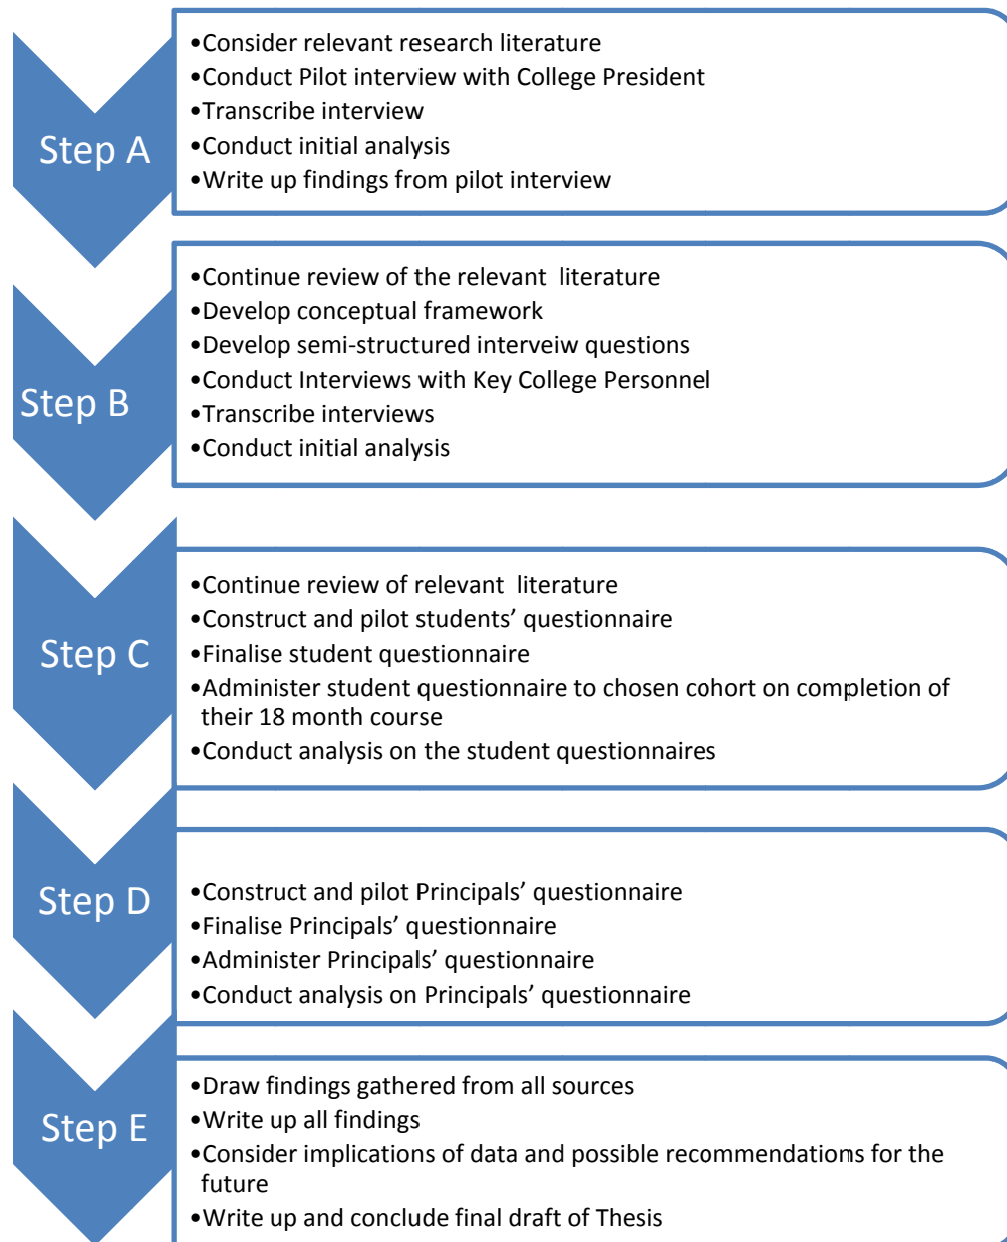 Step A
•Consider relevant research literature
•Conduct Pilot interview with College President
•Transcribe interview
•Conduct initial analysis
•Write up findings from pilot interview
Step B
•Continue review of the relevant literature
•Develop conceptual framework
•Develop semi-structured interveiw questions
•Conduct Interviews with Key College Personnel
•Transcribe interviews
•Conduct initial analysis
Step C
•Continue review of relevant literature
•Construct and pilot students’ questionnaire
•Finalise student questionnaire
•Administer student questionnaire to chosen cohort on completion of
their 18 month course
•Conduct analysis on the student questionnaires
Step D
•Construct and pilot Principals’ questionnaire
•Finalise Principals’ questionnaire
•Administer Principals’ questionnaire
•Conduct analysis on Principals’ questionnaire
Step E
•Draw findings gathered from all sources
•Write up all findings
•Consider implications of data and possible recommendations for the
future
•Write up and conclude final draft of Thesis